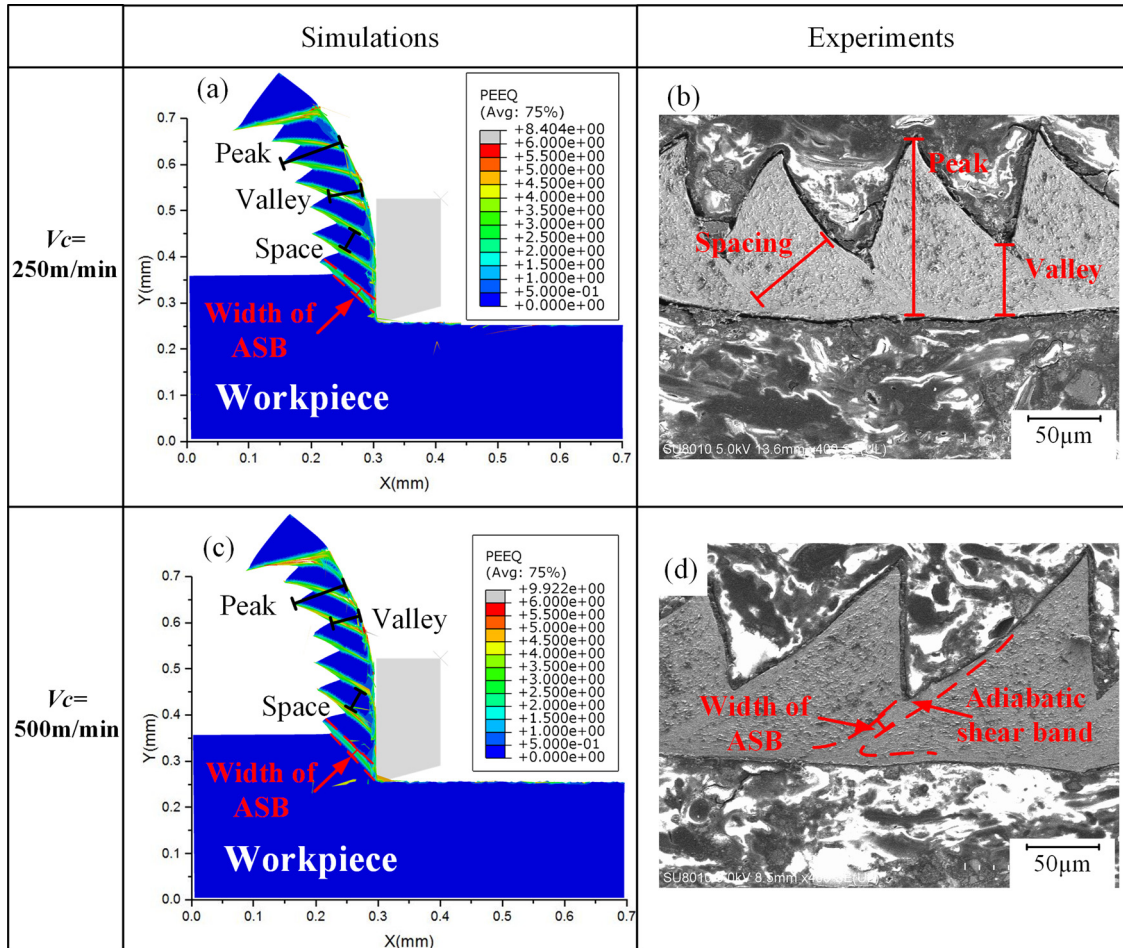 Simulations
Experiments
Vc=
250m/min
(a)
PEEQ
(Avg: 75%)
+8.404e+00
+6.000e+00
+5.500e+00
+5.000e+00
+4.500e+00
+4.000e+00
+3.500e+00
+3.000e+00
+2.500e+00
+2.000e+00
+1.500e+00
+1.000e+00
+5.000e-01
+0.000e+00
Peak
Valley
Space
Width of
ASB
Workpiece
Y(mm)
0.7
0.6
0.5
0.4
0.3
0.2
0.1
0.0
0.0 0.1 0.2 0.3 0.4 0.5 0.6 0.7
X(mm)
(b)
Peak
Spacing
Valley
50μm
SU8010 5.0kV 13.6mm
Vc=
500m/min
(c)
PEEQ
(Avg: 75%)
+9.922e+00
+6.000e+00
+5.500e+00
+5.000e+00
+4.500e+00
+4.000e+00
+3.500e+00
+3.000e+00
+2.500e+00
+2.000e+00
+1.500e+00
+1.000e+00
+5.000e-01
+0.000e+00
Peak
Valley
Space
Width of
ASB
Workpiece
Y(mm)
0.7
0.6
0.5
0.4
0.3
0.2
0.1
0.0
0.0 0.1 0.2 0.3 0.4 0.5 0.6 0.7
X(mm)
(d)
Width of
ASB
Adiabatic
shear band
50μm
SU8010 8.5mm